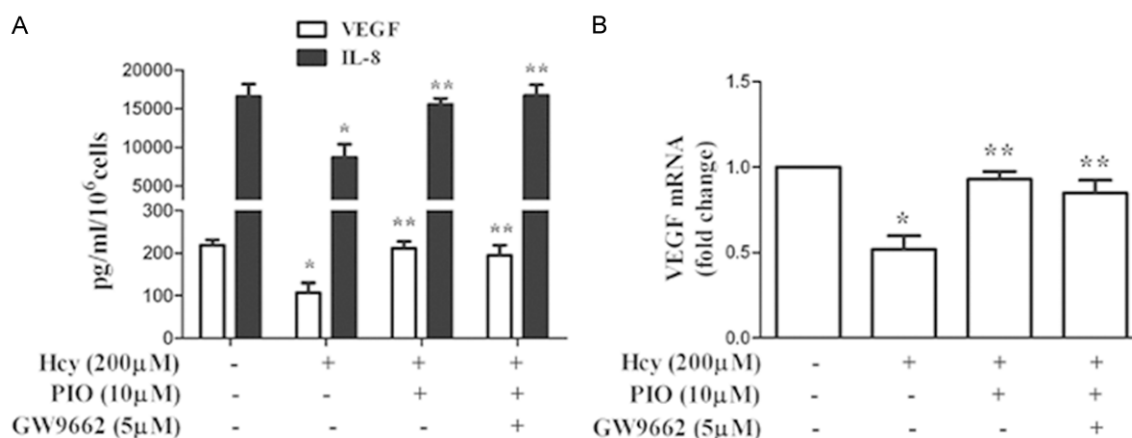 A
VEGF
IL-8
20000
15000
10000
5000
300
200
100
0
pg/ml/10⁶cells
* ** **
* ** **
Hcy (200μM) - + + +
PIO (10μM) - - + +
GW9662 (5μM) - - - +
B
1.5
1.0
0.5
0.0
VEGF mRNA
(fold change)
* ** **
Hcy (200μM) - + + +
PIO (10μM) - - + +
GW9662 (5μM) - - - +